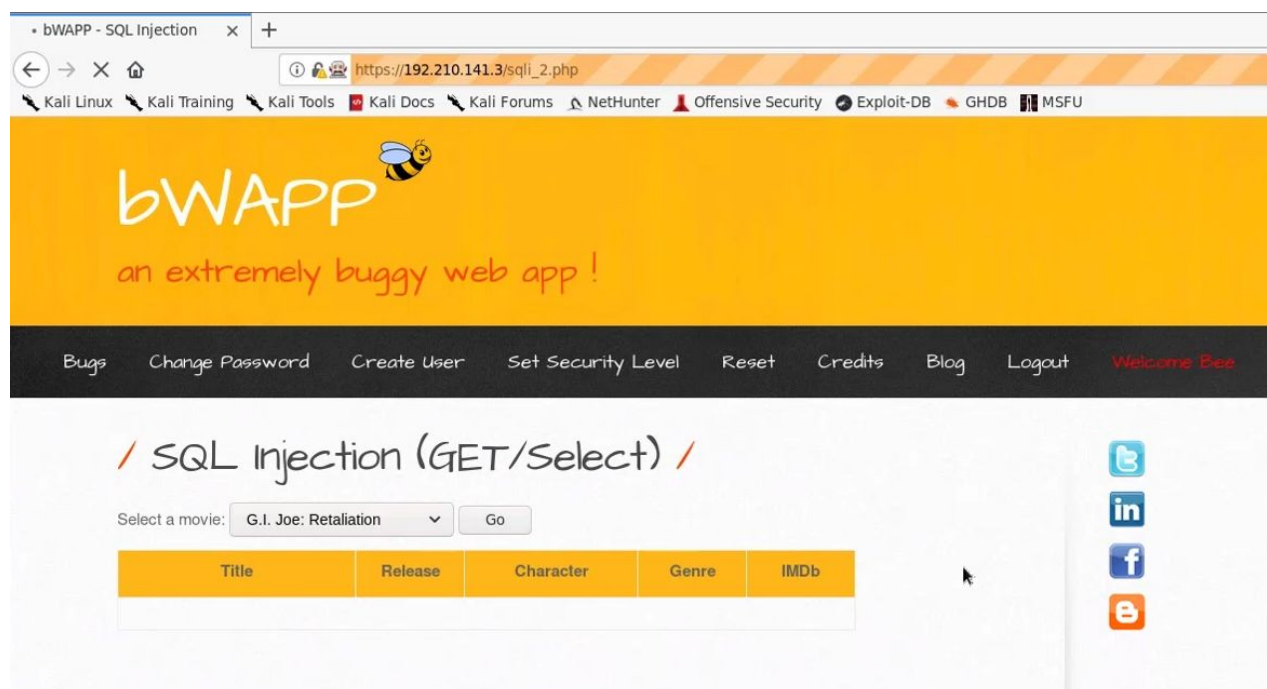 bWAPP - SQL Injection
https://192.210.141.3/sqli_2.php
Kali Linux Kali Training Kali Tools Kali Docs Kali Forums NetHunter Offensive Security Exploit-DB GHDB MSFU
bWAPP
an extremely buggy web app !
Bugs Change Password Create User Set Security Level Reset Credits Blog Logout Welcome Bee
/ SQL Injection (GET/Select) /
Select a movie: G.I. Joe: Retaliation Go
Title Release Character Genre IMDb